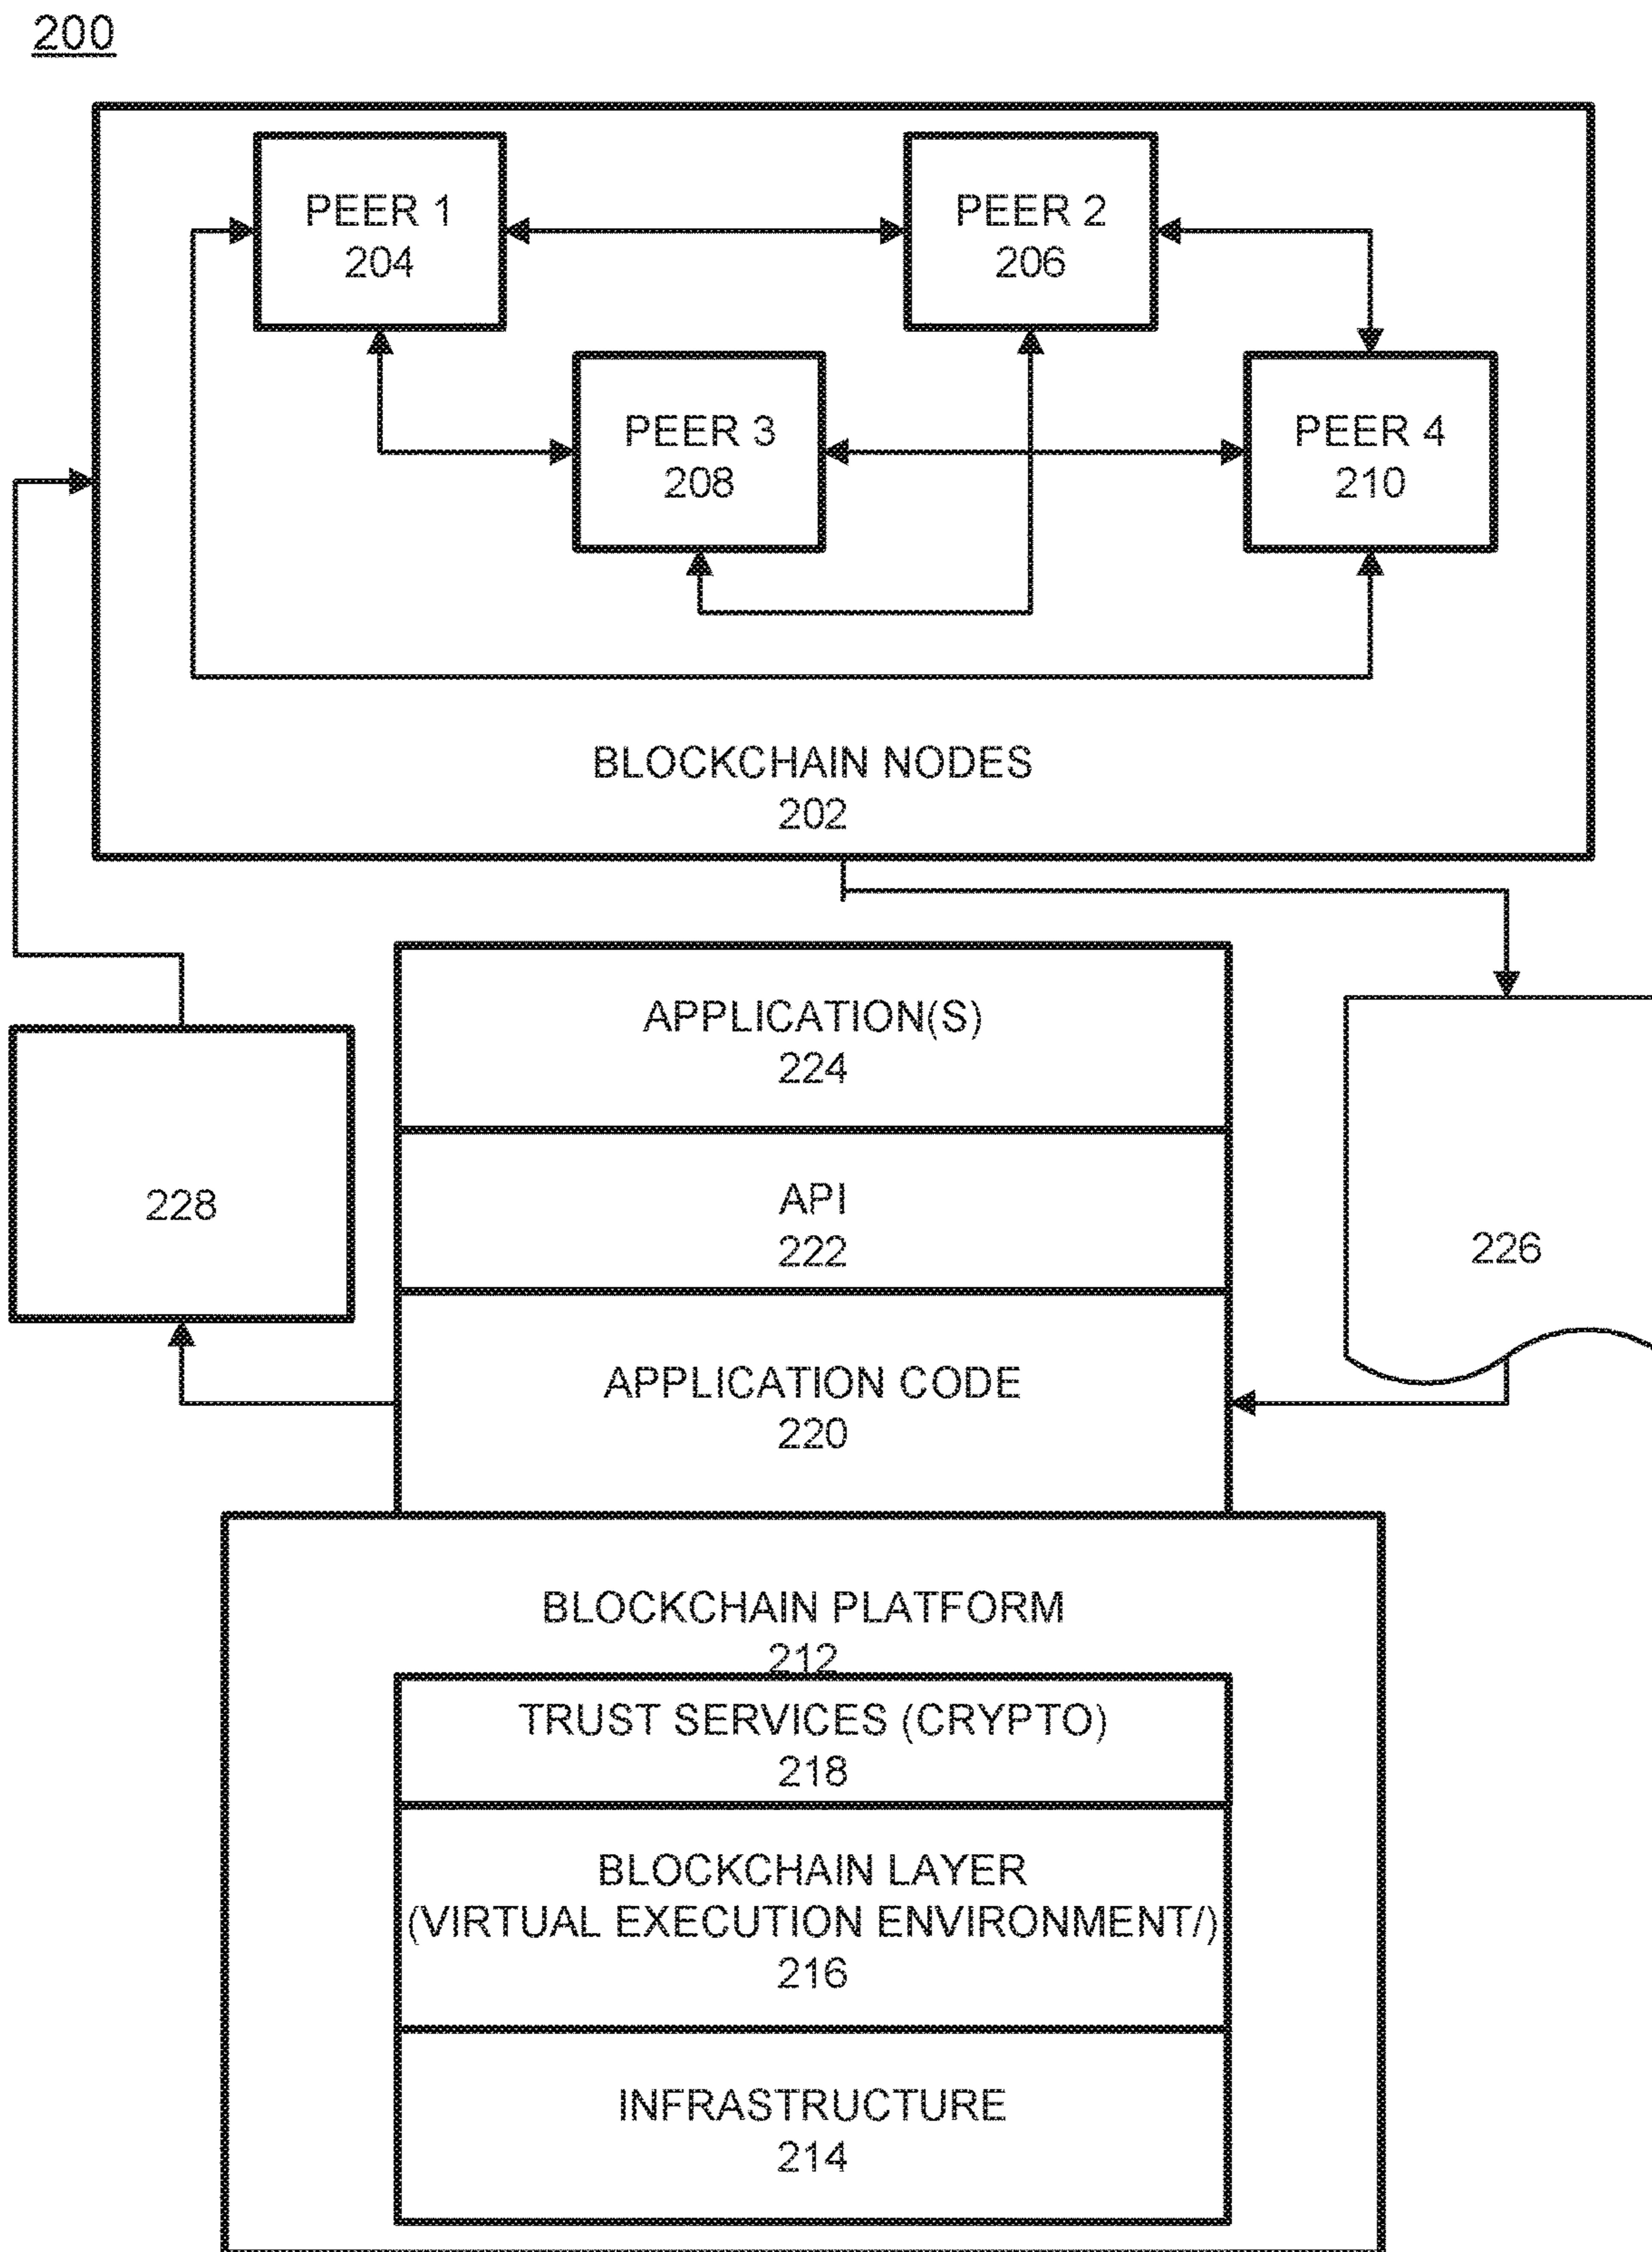 200
PEER 1
204
PEER 2
206
PEER 3
208
PEER 4
210
BLOCKCHAIN NODES
202
APPLICATION(S)
224
API
222
228
226
APPLICATION CODE
220
BLOCKCHAIN PLATFORM
212
TRUST SERVICES (CRYPTO)
218
BLOCKCHAIN LAYER
(VIRTUAL EXECUTION ENVIRONMENT/)
216
INFRASTRUCTURE
214